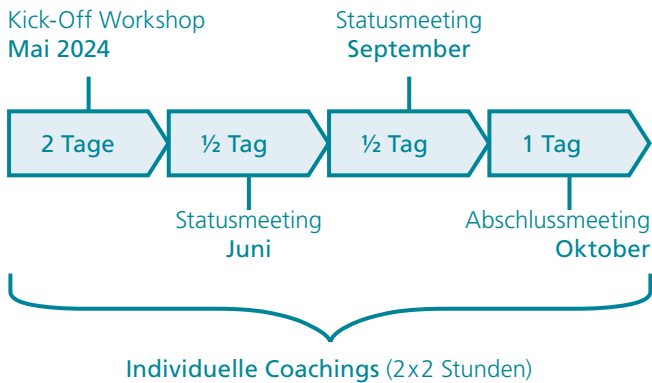 Kick-Off Workshop
Mai 2024
Statusmeeting
September
2 Tage
½ Tag
½ Tag
1 Tag
Statusmeeting
Juni
Abschlussmeeting
Oktober
Individuelle Coachings (2x2 Stunden)